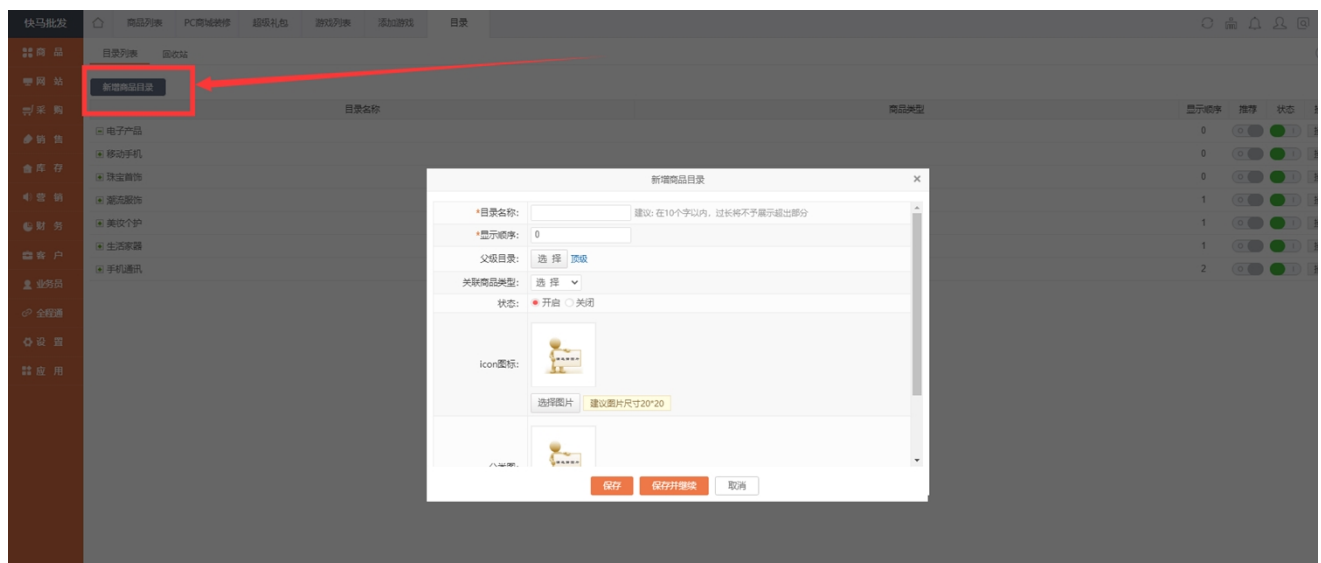 快马批发 商品列表 PC商城装修 超级礼包 游戏列表 添加游戏 目录
商 品
网 站
采 购
销 售
库 存
营 销
财 务
客 户
业务员
全程通
设 置
应 用
目录列表 回收站
新增商品目录
目录名称 商品类型 显示顺序 推荐 状态
电子产品 0
移动手机 0
珠宝首饰 0
潮流服饰 1
美妆个护 1
生活家器 1
手机通讯 2
新增商品目录 ×
*目录名称: 建议: 在10个字以内，过长将不予展示超出部分
*显示顺序: 0
父级目录: 选 择 顶级
关联商品类型: 选 择
状态: 开启 关闭
icon图标:
选择图片 建议图片尺寸20*20
保存 保存并继续 取消